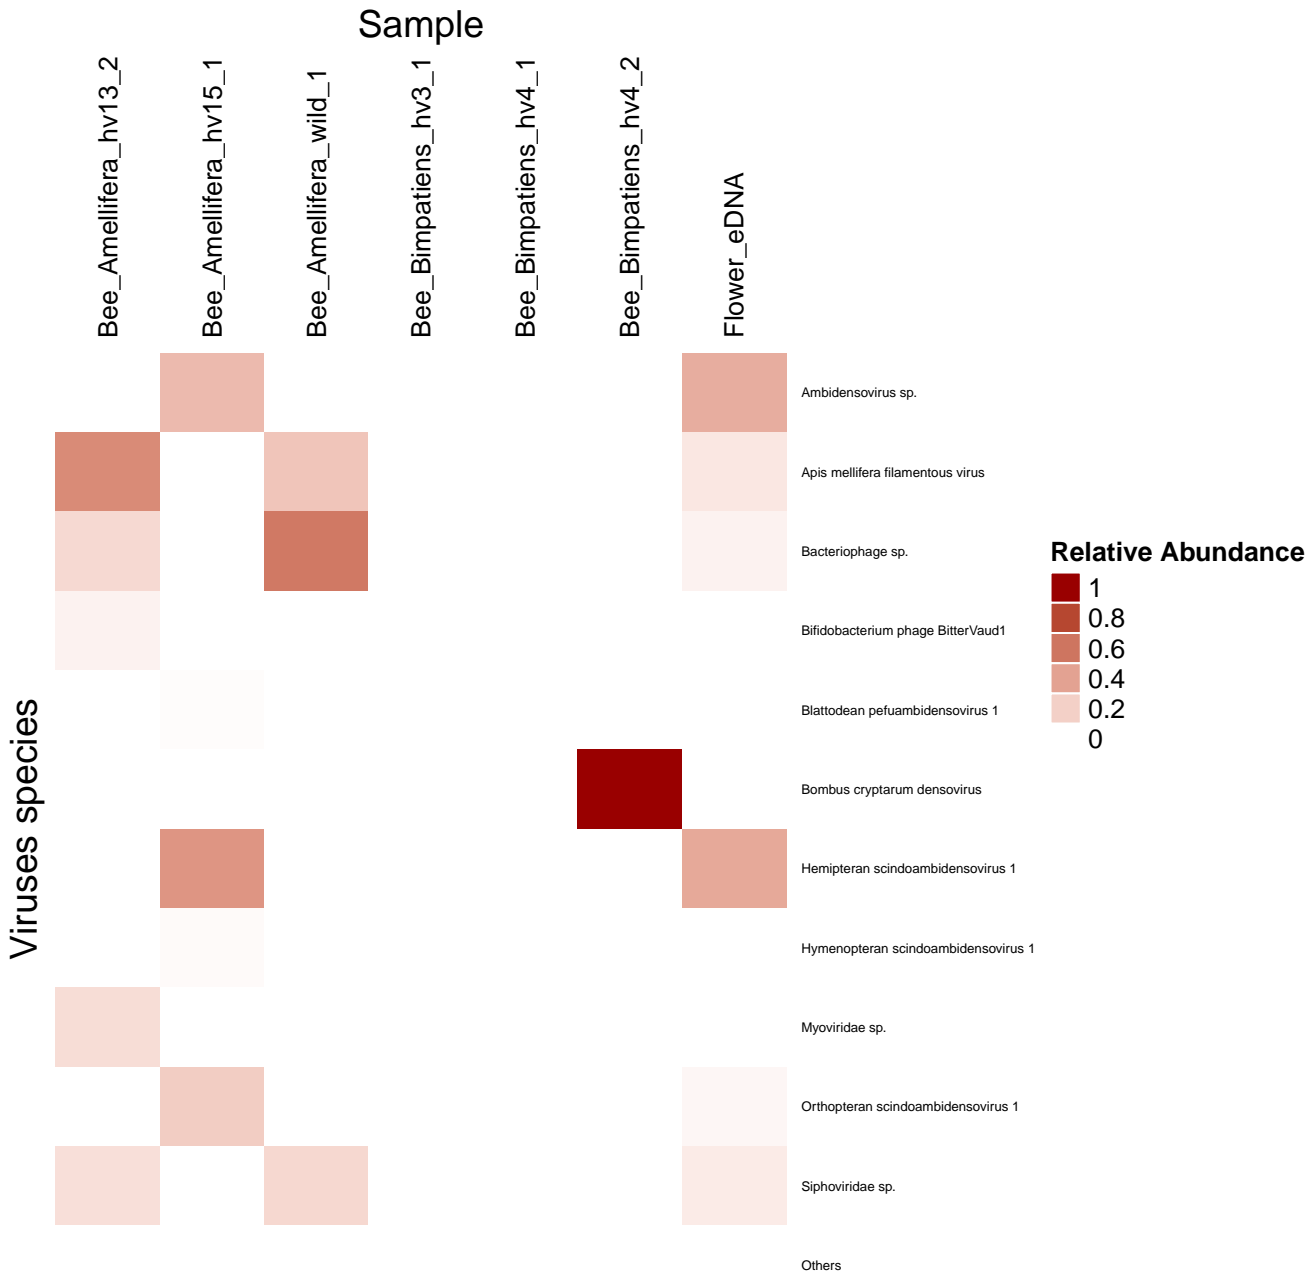 Sample
Bee_Amellifera_hv13_2
Bee_Amellifera_hv15_1
Bee_Amellifera_wild_1
Bee_Bimpatiens_hv3_1
Bee_Bimpatiens_hv4_1
Bee_Bimpatiens_hv4_2
Flower_eDNA
Viruses species
Ambidensovirus sp.
Apis mellifera filamentous virus
Bacteriophage sp.
Bifidobacterium phage BitterVaud1
Blattodean pefuambidensovirus 1
Bombus cryptarum densovirus
Hemipteran scindoambidensovirus 1
Hymenopteran scindoambidensovirus 1
Myoviridae sp.
Orthopteran scindoambidensovirus 1
Siphoviridae sp.
Others
Relative Abundance
1
0.8
0.6
0.4
0.2
0